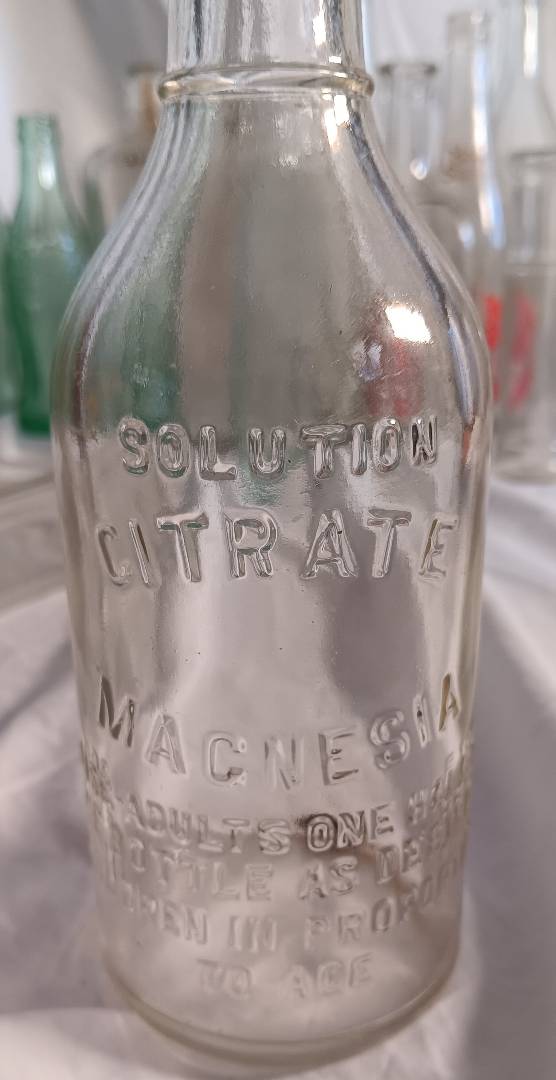 SOLUTION
CITRATE
MAGNESIA
ADULTS ONE
BOTTLE AS
IN
TO AGE